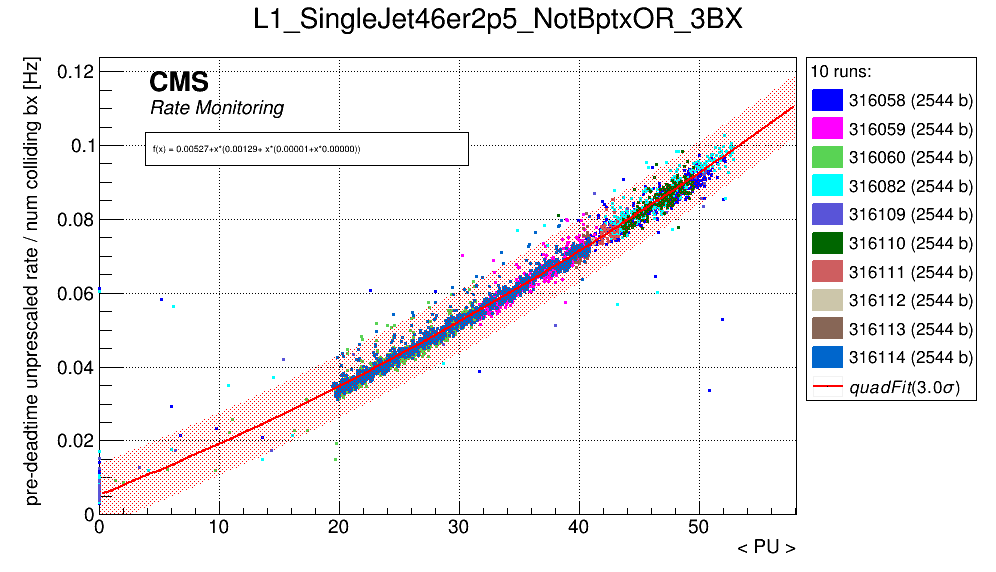 L1_SingleJet46er2p5_NotBptxOR_3BX
pre-deadtime unprescaled rate / num colliding bx [Hz]
0.12
0.1
0.08
0.06
0.04
0.02
0
CMS
Rate Monitoring
f(x) = 0.00527+x*(0.00129+ x*(0.00001+x*0.00000))
0 10 20 30 40 50
< PU >
10 runs:
316058 (2544 b)
316059 (2544 b)
316060 (2544 b)
316082 (2544 b)
316109 (2544 b)
316110 (2544 b)
316111 (2544 b)
316112 (2544 b)
316113 (2544 b)
316114 (2544 b)
quadFit(3.0σ)